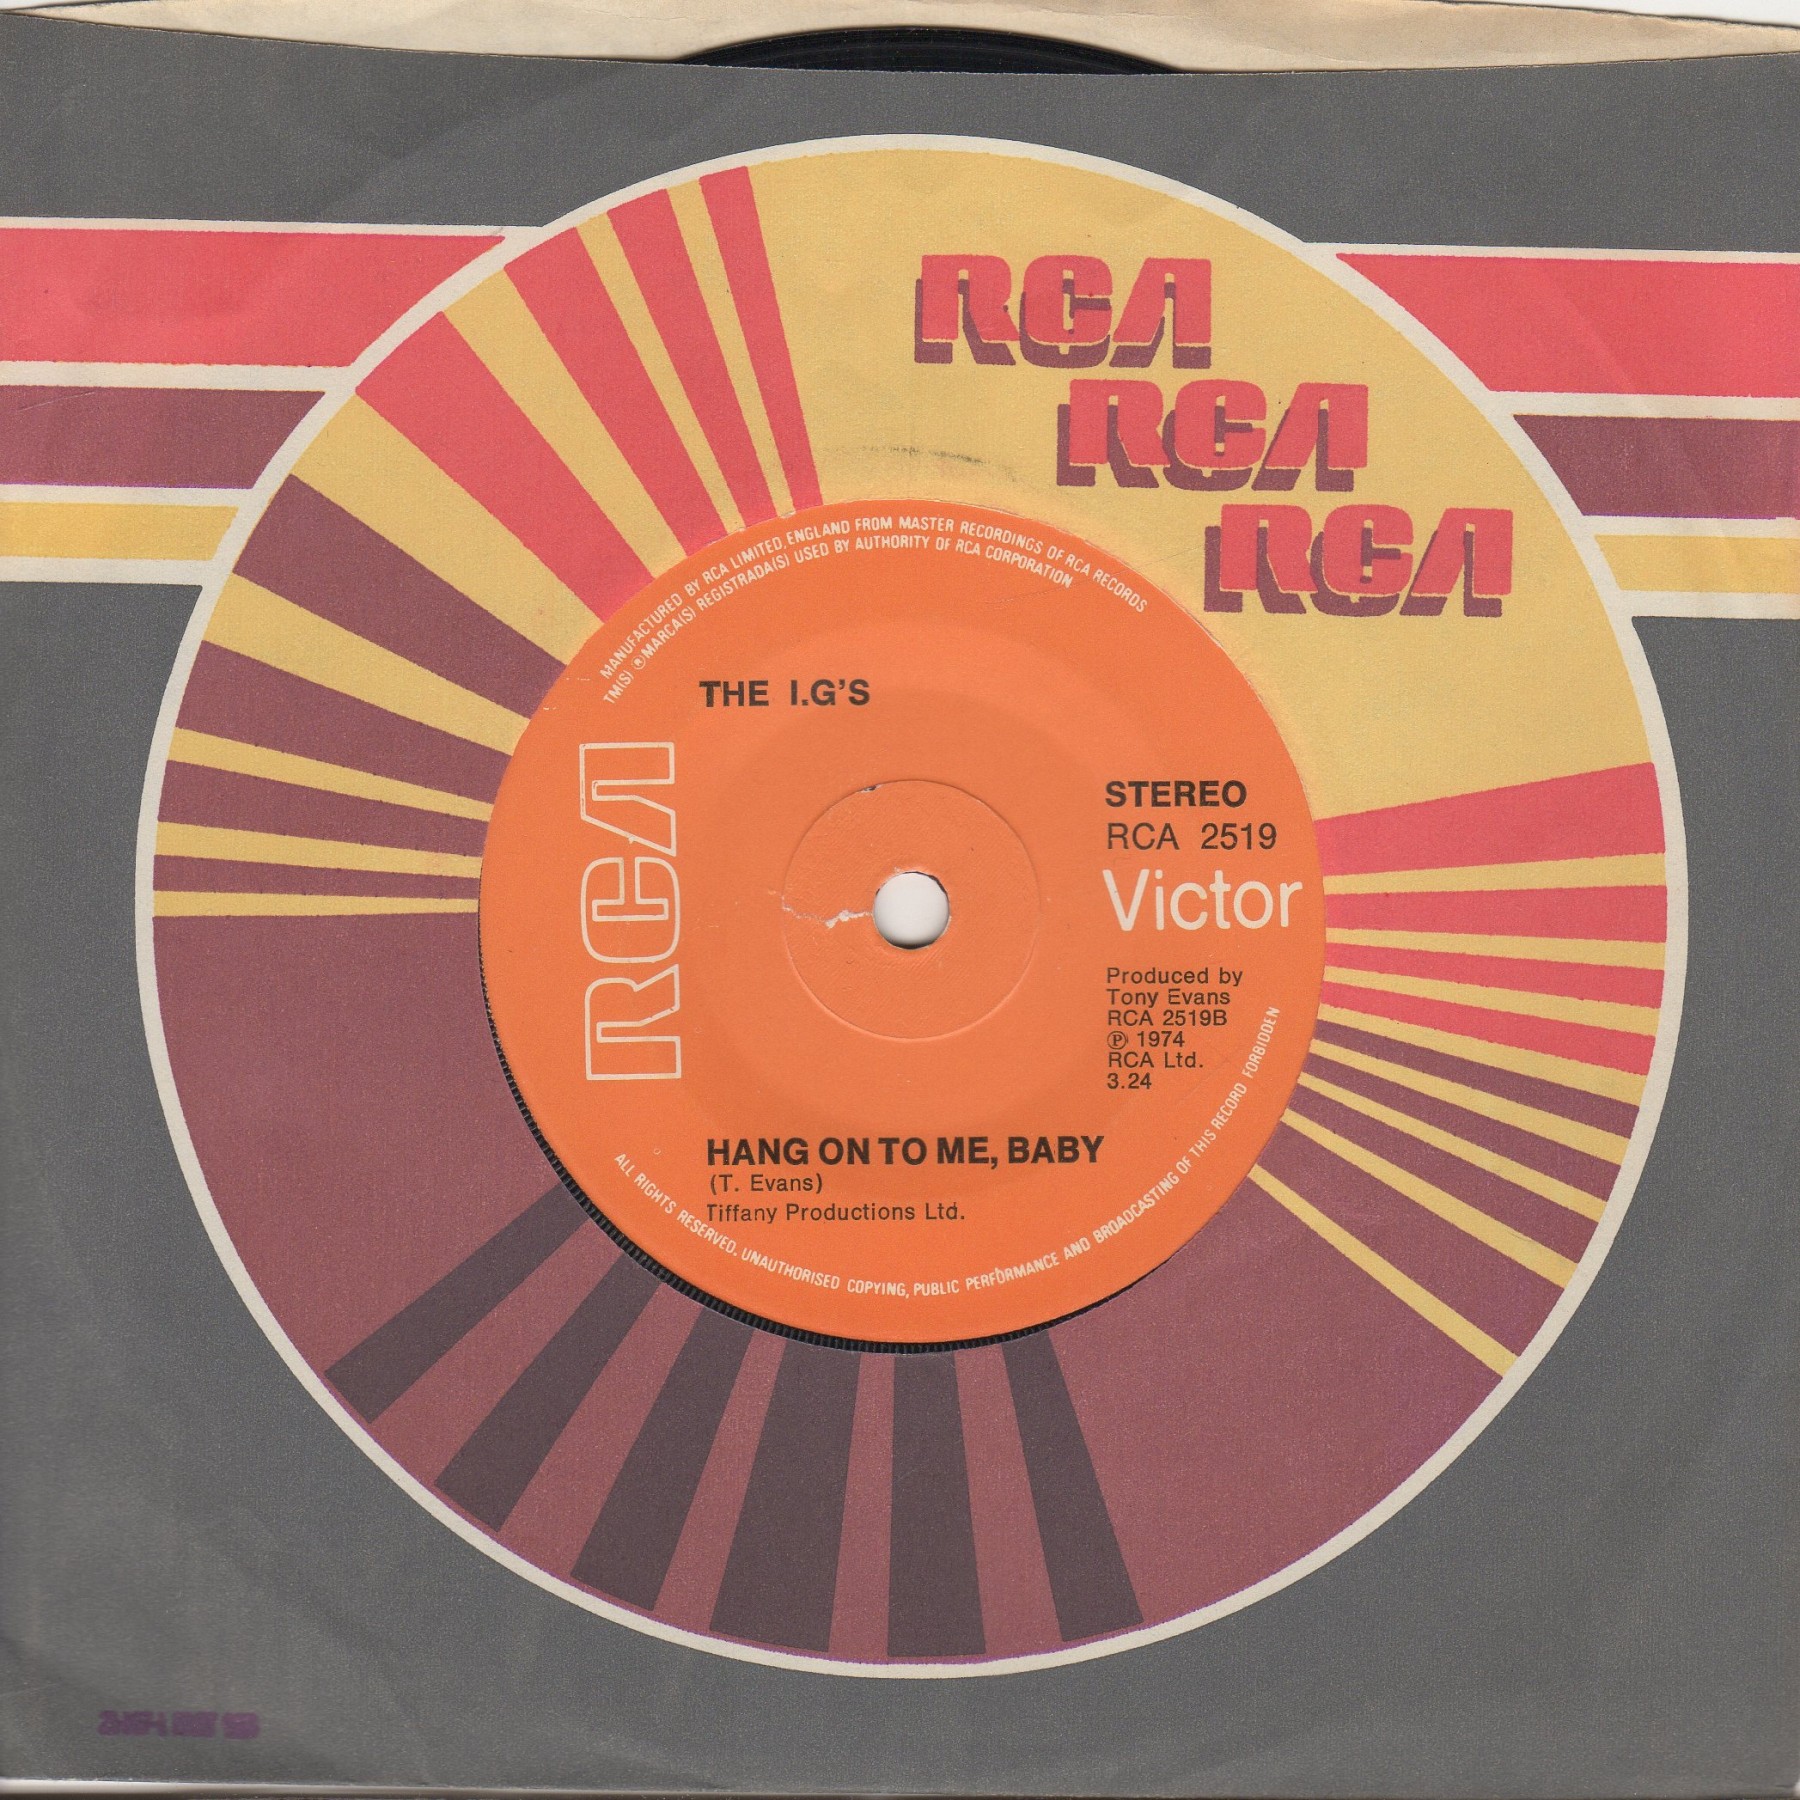 RCA
RCA
RCA
MANUFACTURED BY RCA LIMITED, ENGLAND FROM MASTER RECORDINGS OF RCA RECORDS
TM(S) ® MARCA(S) REGISTRADA(S) USED BY AUTHORITY OF RCA CORPORATION
THE I.G'S
RCA
STEREO
RCA 2519
Victor
Produced by
Tony Evans
RCA 2519B
℗ 1974
RCA Ltd.
3.24
HANG ON TO ME, BABY
(T. Evans)
Tiffany Productions Ltd.
ALL RIGHTS RESERVED. UNAUTHORISED COPYING, PUBLIC PERFORMANCE AND BROADCASTING OF THIS RECORD FORBIDDEN